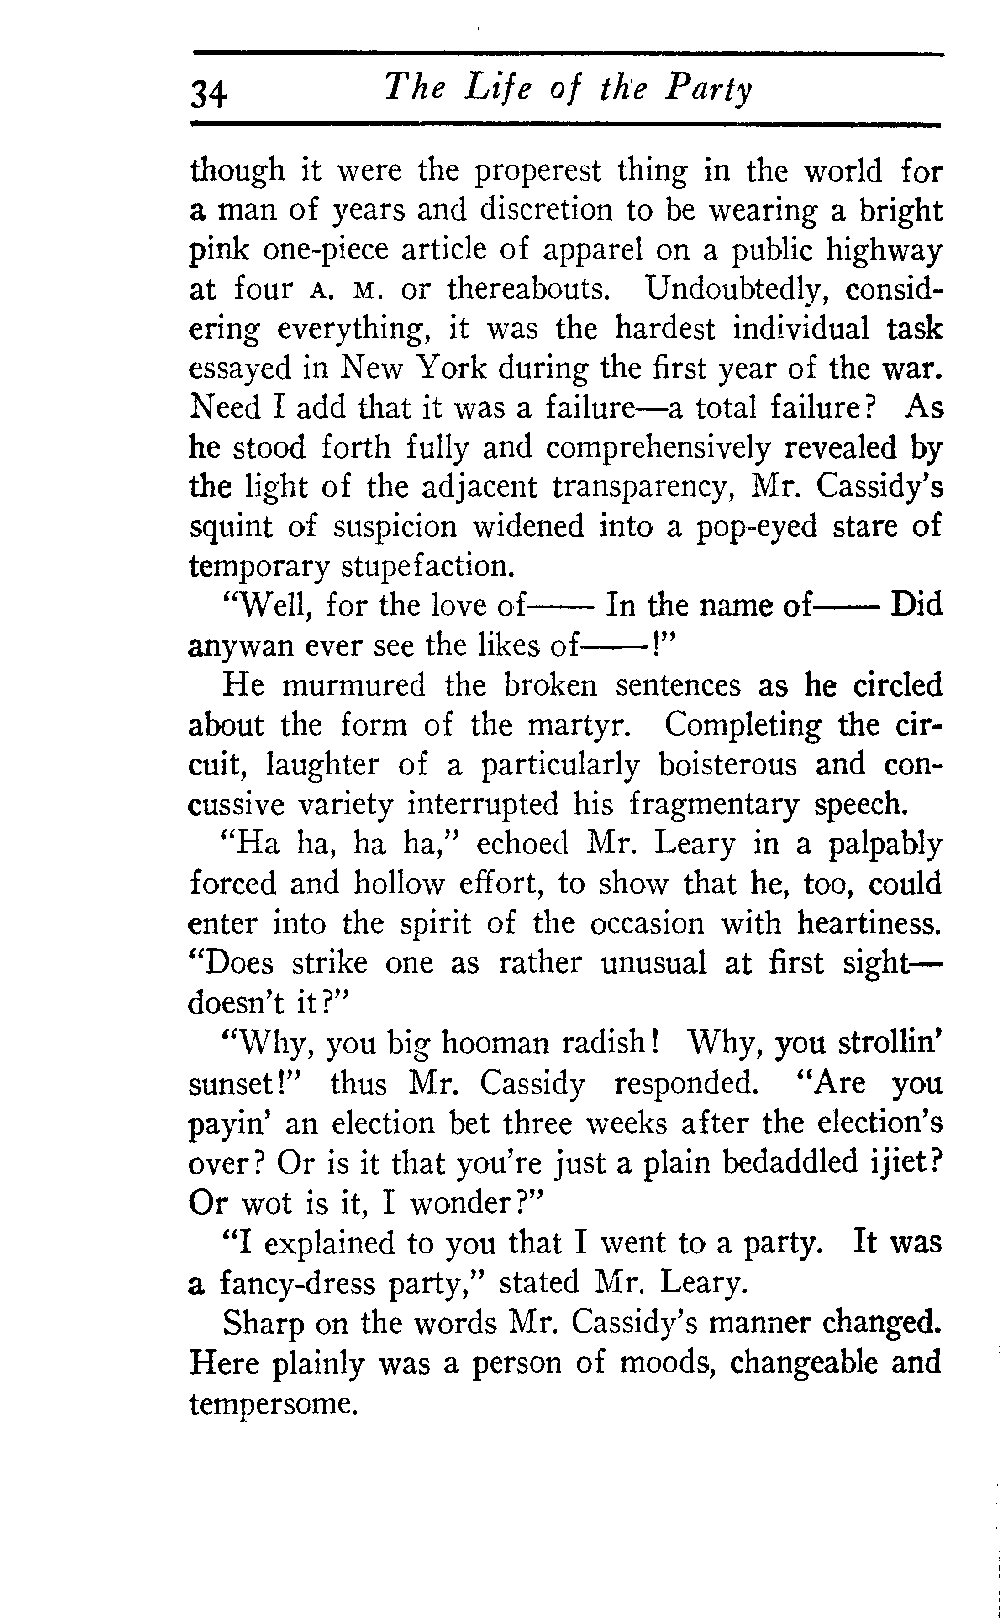 34 The Life of the Party
though it were the properest thing in the world for
a man of years and discretion to be wearing a bright
pink one-piece article of apparel on a public highway
at four A. M. or thereabouts. Undoubtedly, consid-
ering everything, it was the hardest individual task
essayed in New York during the first year of the war.
Need I add that it was a failure—a total failure? As
he stood forth fully and comprehensively revealed by
the light of the adjacent transparency, Mr. Cassidy's
squint of suspicion widened into a pop-eyed stare of
temporary stupefaction.
“Well, for the love of—— In the name of—— Did
anywan ever see the likes of——!”
He murmured the broken sentences as he circled
about the form of the martyr. Completing the cir-
cuit, laughter of a particularly boisterous and con-
cussive variety interrupted his fragmentary speech.
“Ha ha, ha ha,” echoed Mr. Leary in a palpably
forced and hollow effort, to show that he, too, could
enter into the spirit of the occasion with heartiness.
“Does strike one as rather unusual at first sight—
doesn't it?”
“Why, you big hooman radish! Why, you strollin'
sunset!” thus Mr. Cassidy responded. “Are you
payin' an election bet three weeks after the election's
over? Or is it that you're just a plain bedaddled ijiet?
Or wot is it, I wonder?”
“I explained to you that I went to a party. It was
a fancy-dress party,” stated Mr. Leary.
Sharp on the words Mr. Cassidy's manner changed.
Here plainly was a person of moods, changeable and
tempersome.